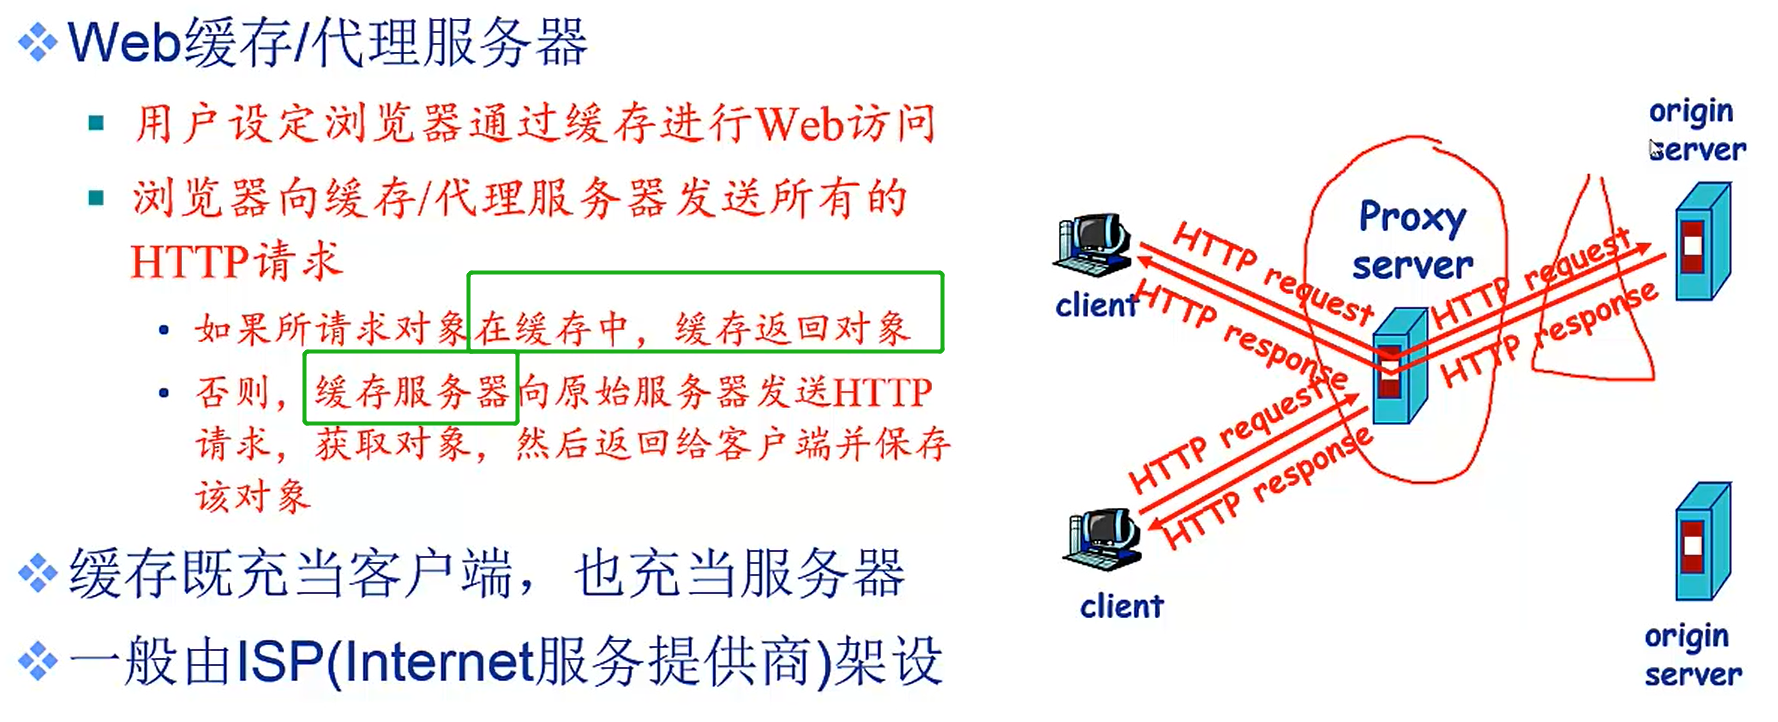 Web缓存/代理服务器
用户设定浏览器通过缓存进行Web访问
浏览器向缓存/代理服务器发送所有的
HTTP请求
如果所请求对象在缓存中，缓存返回对象
否则，缓存服务器向原始服务器发送HTTP
请求，获取对象，然后返回给客户端并保存
该对象
缓存既充当客户端，也充当服务器
一般由ISP(Internet服务提供商)架设
origin
server
Proxy
server
HTTP request
HTTP request
client
HTTP response
HTTP response
HTTP request
HTTP response
client
origin
server